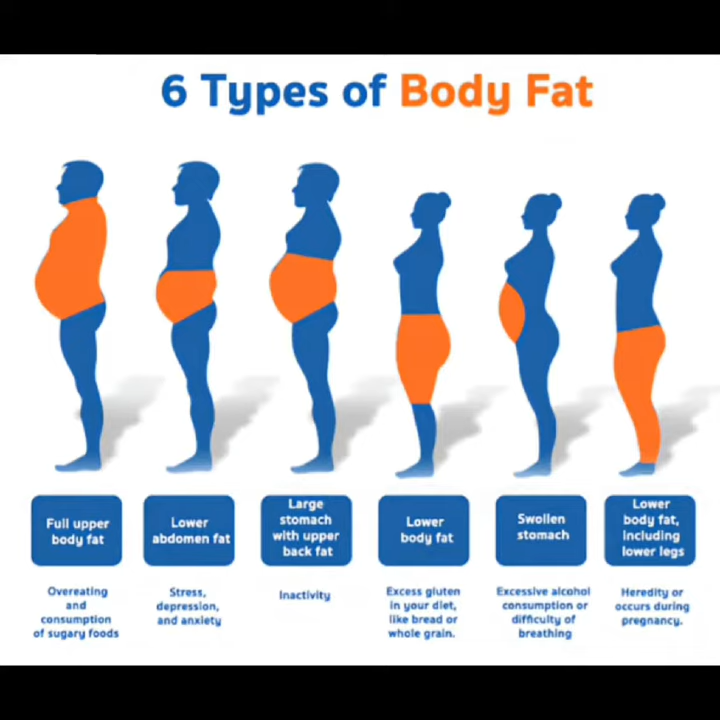 6 Types of Body Fat
Full upper
body fat
Lower
abdomen fat
Large
stomach
with upper
back fat
Lower
body fat
Swollen
stomach
Lower
body fat,
including
lower legs
Overeating
and
consumption
of sugary foods
Stress,
depression,
and anxiety
Inactivity
Excess gluten
in your diet,
like bread or
whole grain.
Excessive alcohol
consumption or
difficulty of
breathing
Heredity or
occurs during
pregnancy.